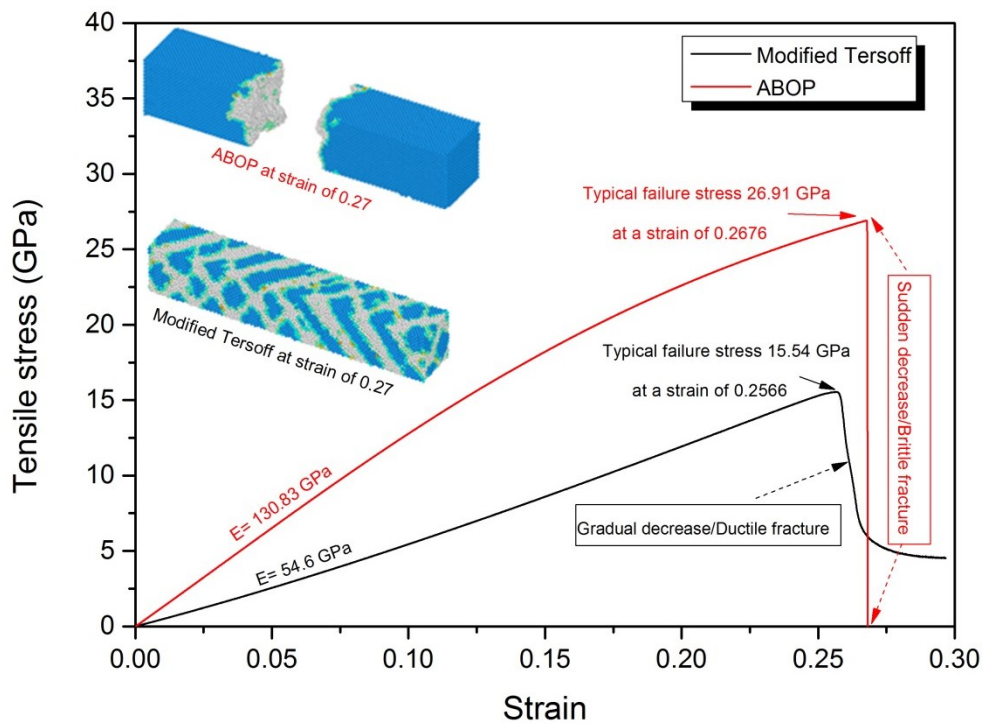 40
35
30
25
20
15
10
5
0
Tensile stress (GPa)
Modified Tersoff
ABOP
ABOP at strain of 0.27
Modified Tersoff at strain of 0.27
Typical failure stress 26.91 GPa
at a strain of 0.2676
Typical failure stress 15.54 GPa
at a strain of 0.2566
Sudden decrease/Brittle fracture
Gradual decrease/Ductile fracture
E= 130.83 GPa
E= 54.6 GPa
0.00 0.05 0.10 0.15 0.20 0.25 0.30
Strain